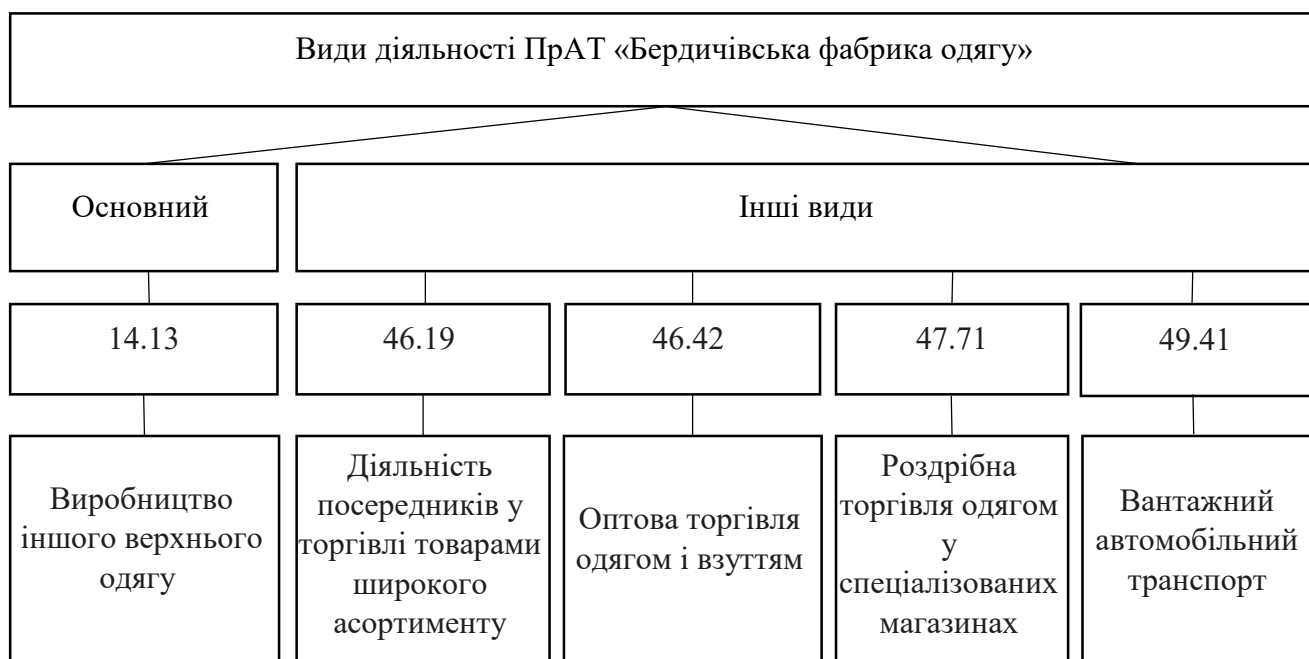 Види діяльності ПрАТ «Бердичівська фабрика одягу»
Основний
Інші види
14.13
46.19
46.42
47.71
49.41
Виробництво
іншого верхнього
одягу
Діяльність
посередників у
торгівлі товарами
широкого
асортименту
Оптова торгівля
одягом і взуттям
Роздрібна
торгівля одягом
у
спеціалізованих
магазинах
Вантажний
автомобільний
транспорт